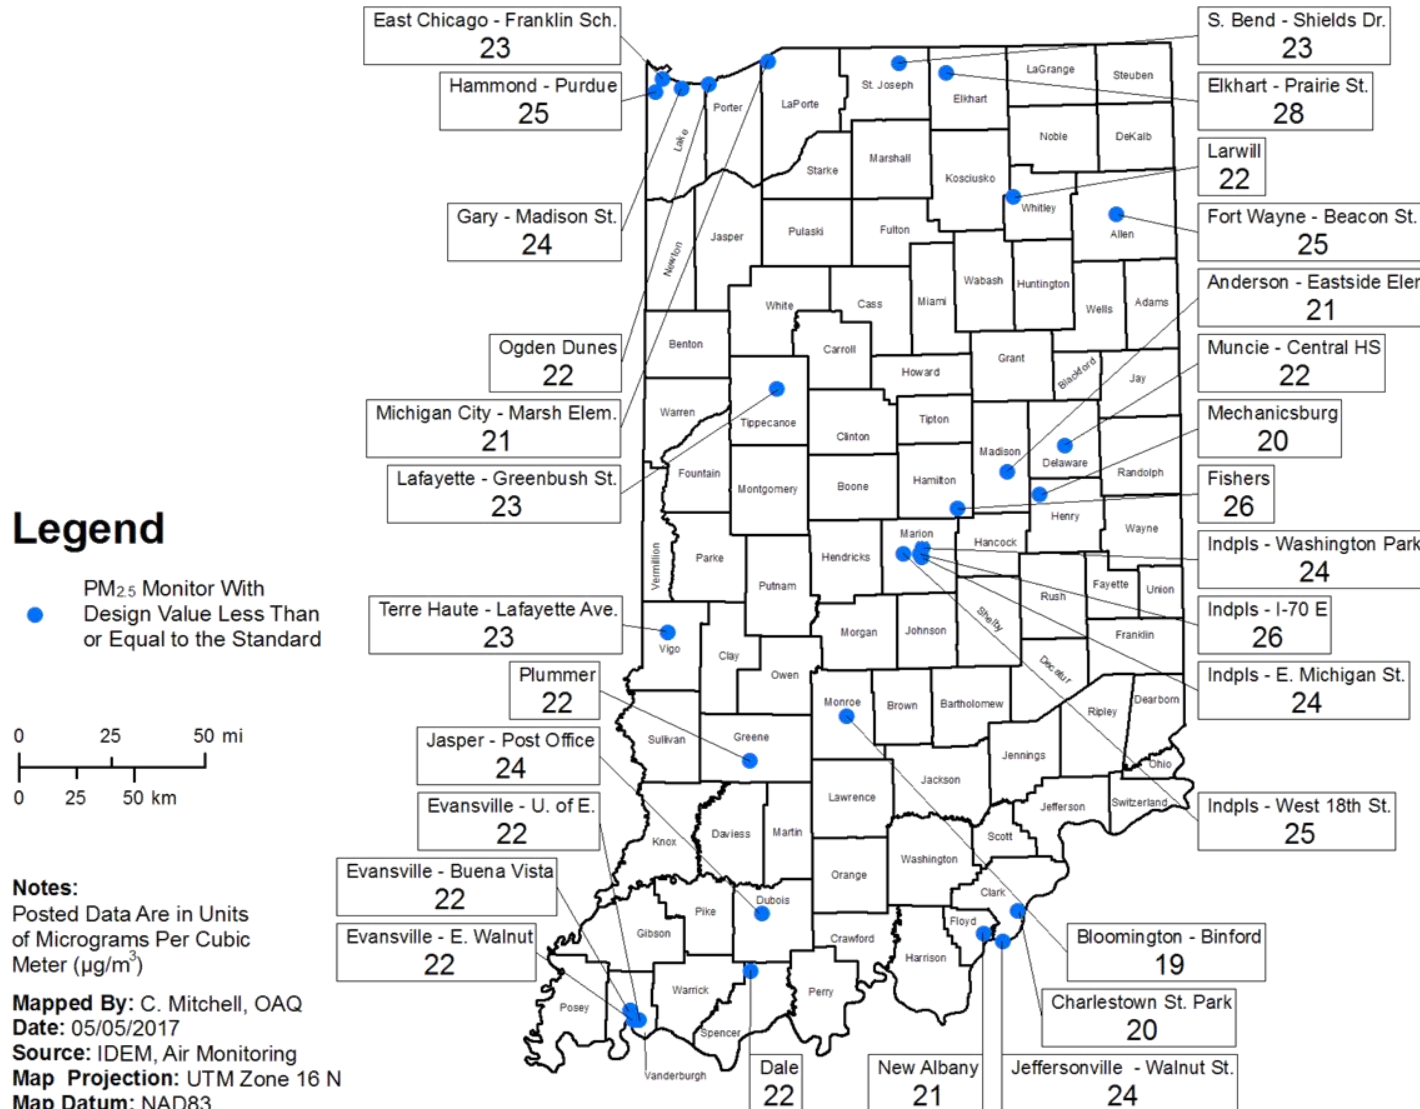 East Chicago - Franklin Sch.
23
Hammond - Purdue
25
Gary - Madison St.
24
Ogden Dunes
22
Michigan City - Marsh Elem.
21
Lafayette - Greenbush St.
23
Terre Haute - Lafayette Ave.
23
Plummer
22
Jasper - Post Office
24
Evansville - U. of E.
22
Evansville - Buena Vista
22
Evansville - E. Walnut
22
S. Bend - Shields Dr.
23
Elkhart - Prairie St.
28
Larwill
22
Fort Wayne - Beacon St.
25
Anderson - Eastside Elem
21
Muncie - Central HS
22
Mechanicsburg
20
Fishers
26
Indpls - Washington Park
24
Indpls - I-70 E
26
Indpls - E. Michigan St.
24
Indpls - West 18th St.
25
Bloomington - Binford
19
Charlestown St. Park
20
Dale
22
New Albany
21
Jeffersonville - Walnut St.
24
Lake
Porter
LaPorte
St. Joseph
Elkhart
LaGrange
Steuben
Noble
DeKalb
Starke
Marshall
Kosciusko
Whitley
Allen
Newton
Jasper
Pulaski
Fulton
Wabash
Huntington
Miami
Wells
Adams
White
Cass
Benton
Carroll
Howard
Grant
Blackford
Jay
Warren
Tippecanoe
Clinton
Tipton
Madison
Delaware
Randolph
Fountain
Montgomery
Boone
Hamilton
Henry
Wayne
Vermillion
Parke
Putnam
Hendricks
Marion
Hancock
Rush
Fayette
Union
Vigo
Clay
Owen
Morgan
Johnson
Shelby
Franklin
Decatur
Sullivan
Greene
Monroe
Brown
Bartholomew
Ripley
Dearborn
Jennings
Ohio
Jackson
Lawrence
Jefferson
Switzerland
Knox
Daviess
Martin
Scott
Washington
Orange
Clark
Floyd
Gibson
Pike
Dubois
Crawford
Harrison
Posey
Warrick
Spencer
Perry
Vanderburgh
Legend
PM2.5 Monitor With
Design Value Less Than
or Equal to the Standard
0 25 50 mi
0 25 50 km
Notes:
Posted Data Are in Units
of Micrograms Per Cubic
Meter (µg/m³)
Mapped By: C. Mitchell, OAQ
Date: 05/05/2017
Source: IDEM, Air Monitoring
Map Projection: UTM Zone 16 N
Map Datum: NAD83